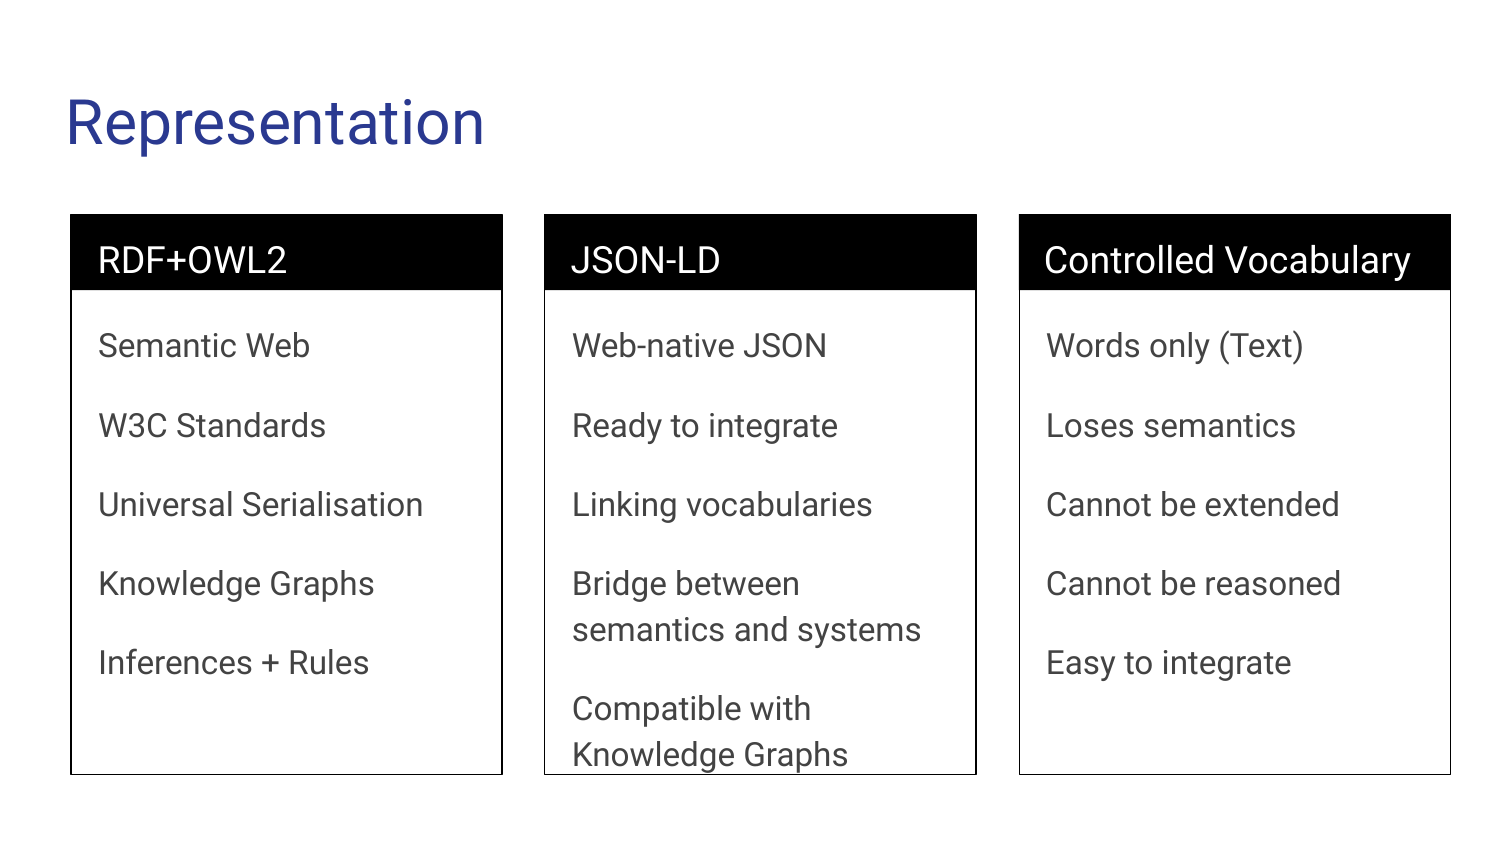 Representation
RDF+OWL2
Semantic Web
W3C Standards
Universal Serialisation
Knowledge Graphs
Inferences + Rules
JSON-LD
Web-native JSON
Ready to integrate
Linking vocabularies
Bridge between
semantics and systems
Compatible with
Knowledge Graphs
Controlled Vocabulary
Words only (Text)
Loses semantics
Cannot be extended
Cannot be reasoned
Easy to integrate